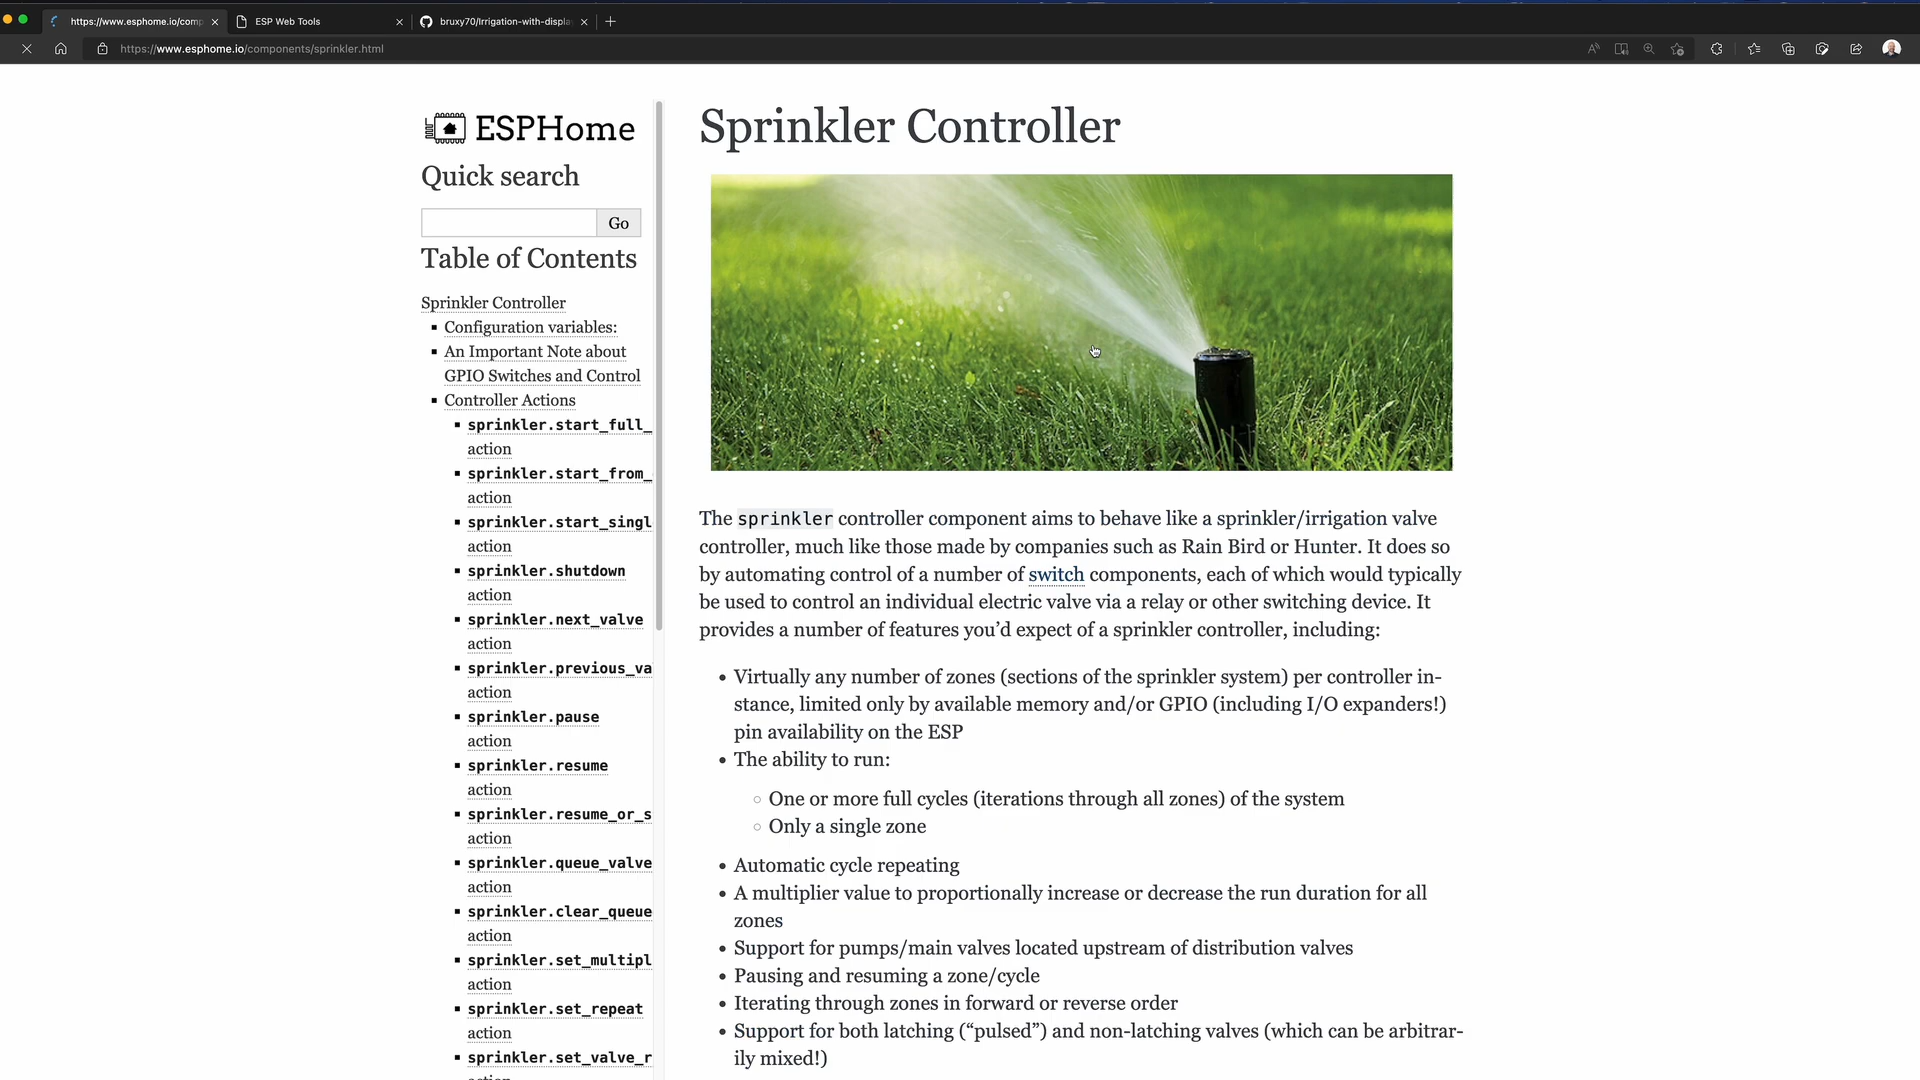 https://www.esphome.io/comp
ESP Web Tools
bruxy70/Irrigation-with-displa
https://www.esphome.io/components/sprinkler.html
ESPHome
Quick search
Go
Table of Contents
Sprinkler Controller
Configuration variables:
An Important Note about
GPIO Switches and Control
Controller Actions
sprinkler.start_full_
action
sprinkler.start_from_
action
sprinkler.start_singl
action
sprinkler.shutdown
action
sprinkler.next_valve
action
sprinkler.previous_va
action
sprinkler.pause
action
sprinkler.resume
action
sprinkler.resume_or_s
action
sprinkler.queue_valve
action
sprinkler.clear_queue
action
sprinkler.set_multipl
action
sprinkler.set_repeat
action
sprinkler.set_valve_r
Sprinkler Controller
The sprinkler controller component aims to behave like a sprinkler/irrigation valve
controller, much like those made by companies such as Rain Bird or Hunter. It does so
by automating control of a number of switch components, each of which would typically
be used to control an individual electric valve via a relay or other switching device. It
provides a number of features you’d expect of a sprinkler controller, including:
• Virtually any number of zones (sections of the sprinkler system) per controller in-
stance, limited only by available memory and/or GPIO (including I/O expanders!)
pin availability on the ESP
• The ability to run:
◦ One or more full cycles (iterations through all zones) of the system
◦ Only a single zone
• Automatic cycle repeating
• A multiplier value to proportionally increase or decrease the run duration for all
zones
• Support for pumps/main valves located upstream of distribution valves
• Pausing and resuming a zone/cycle
• Iterating through zones in forward or reverse order
• Support for both latching (“pulsed”) and non-latching valves (which can be arbitrar-
ily mixed!)